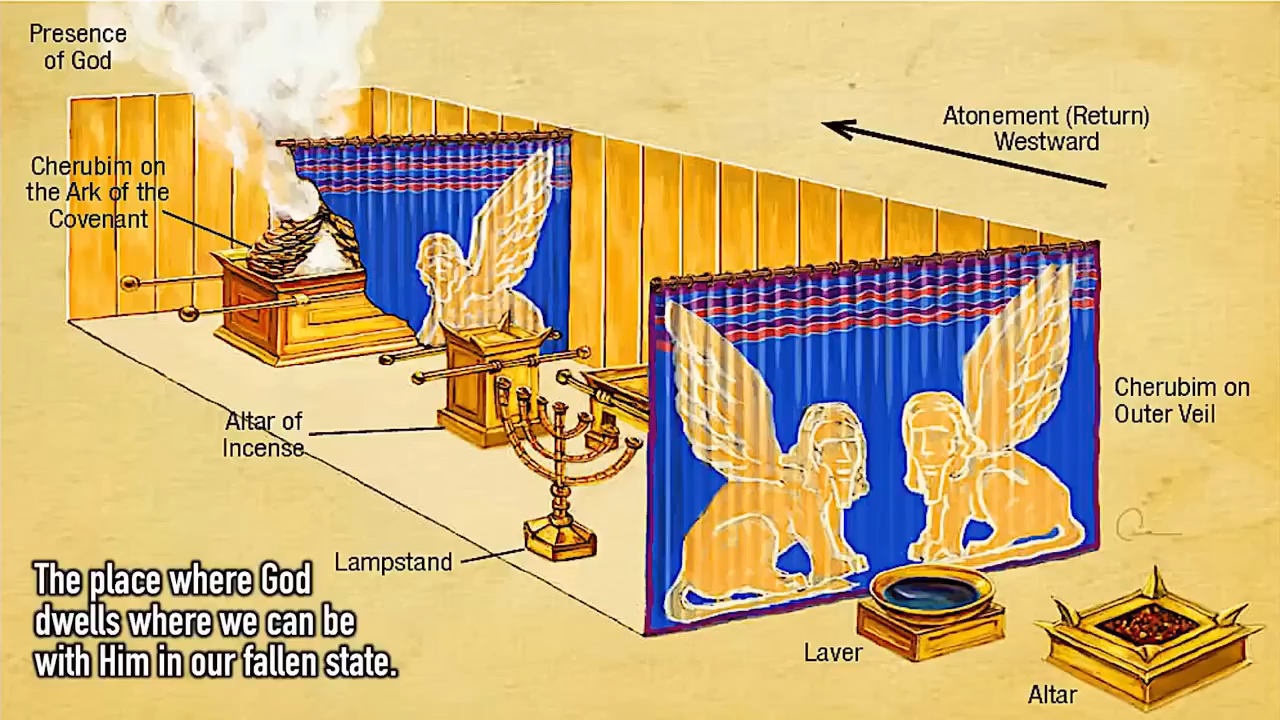 Presence
of God
Atonement (Return)
Westward
Cherubim on
the Ark of the
Covenant
Cherubim on
Outer Veil
Altar of
Incense
Lampstand
The place where God
dwells where we can be
with Him in our fallen state.
Laver
Altar